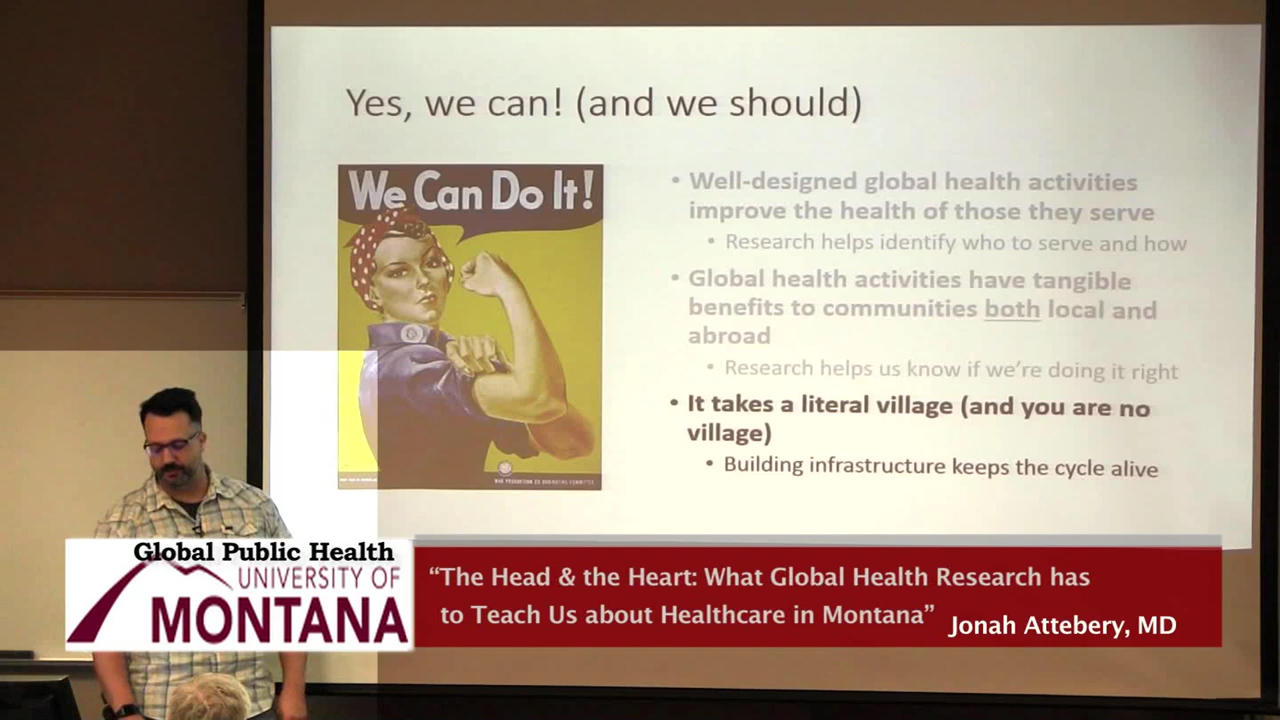 Yes, we can! (and we should)
We Can Do It!
• Well-designed global health activities
improve the health of those they serve
• Research helps identify who to serve and how
• Global health activities have tangible
benefits to communities both local and
abroad
• Research helps us know if we're doing it right
• It takes a literal village (and you are no
village)
• Building infrastructure keeps the cycle alive
Global Public Health
UNIVERSITY OF
MONTANA
“The Head & the Heart: What Global Health Research has
to Teach Us about Healthcare in Montana”
Jonah Attebery, MD